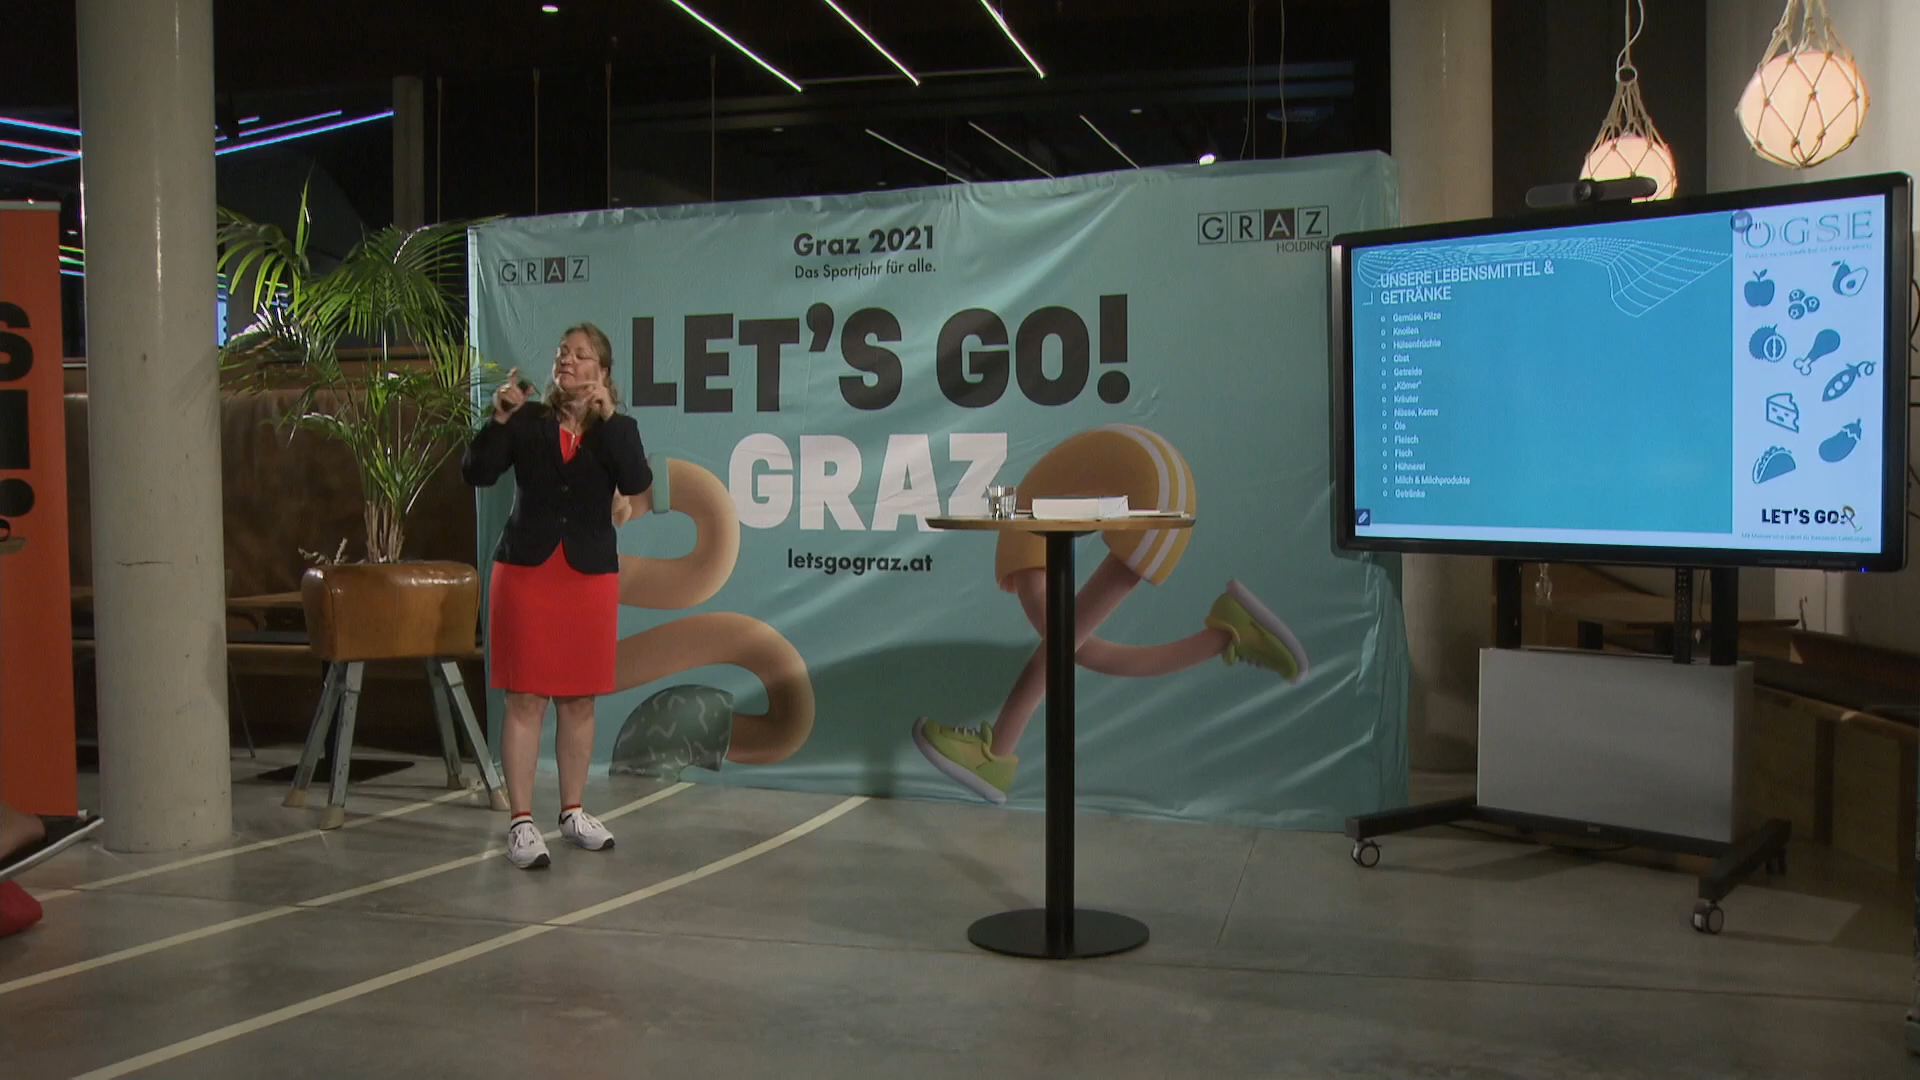 GRAZ
Graz 2021
Das Sportjahr für alle.
GRAZ
HOLDING
LET'S GO!
GRAZ
letsgograz.at
ÖGSE
UNSERE LEBENSMITTEL &
GETRÄNKE
Gemüse, Pilze
Knollen
Hülsenfrüchte
Obst
Getreide
„Körner"
Kräuter
Nüsse, Kerne
Öle
Fleisch
Fisch
Hühnerei
Milch & Milchprodukte
Getränke
LET'S GO!